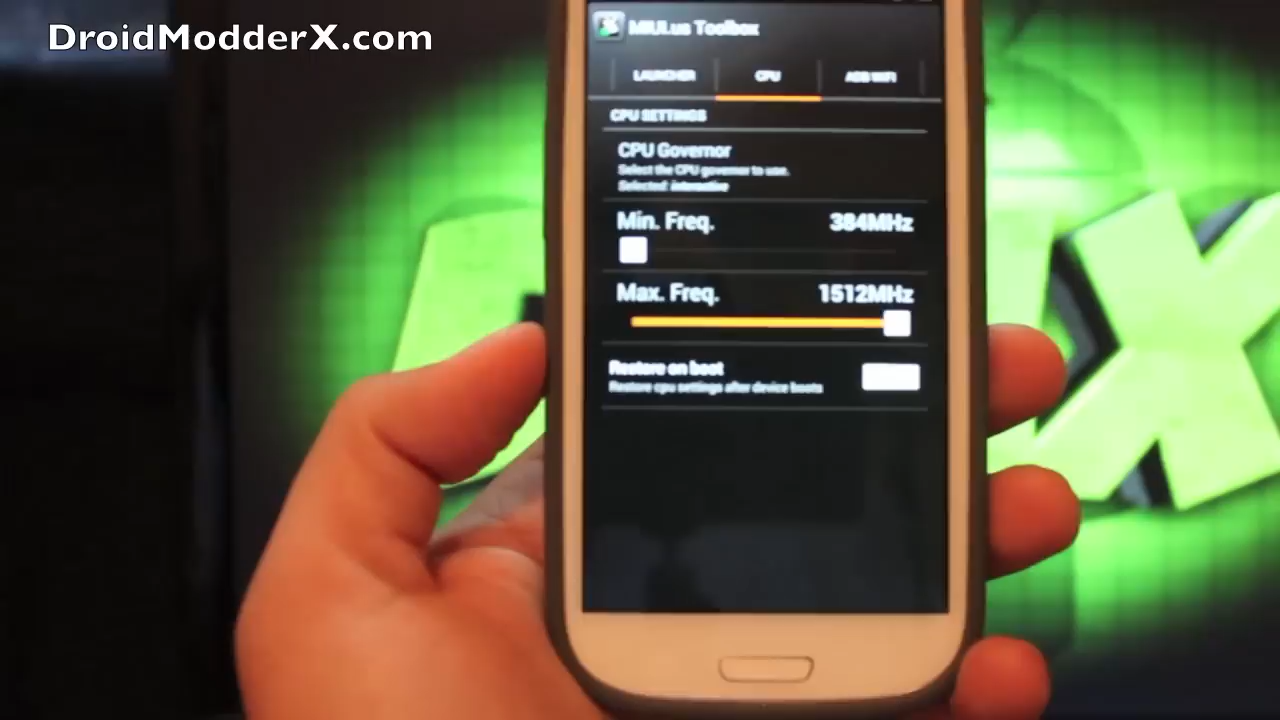 DroidModderX.com
MIUI.us Toolbox
LAUNCHER
CPU
ADB WIFI
CPU SETTINGS
CPU Governor
Select the CPU governor to use.
Selected: interactive
Min. Freq.
384MHz
Max. Freq.
1512MHz
Restore on boot
Restore cpu settings after device boots
X